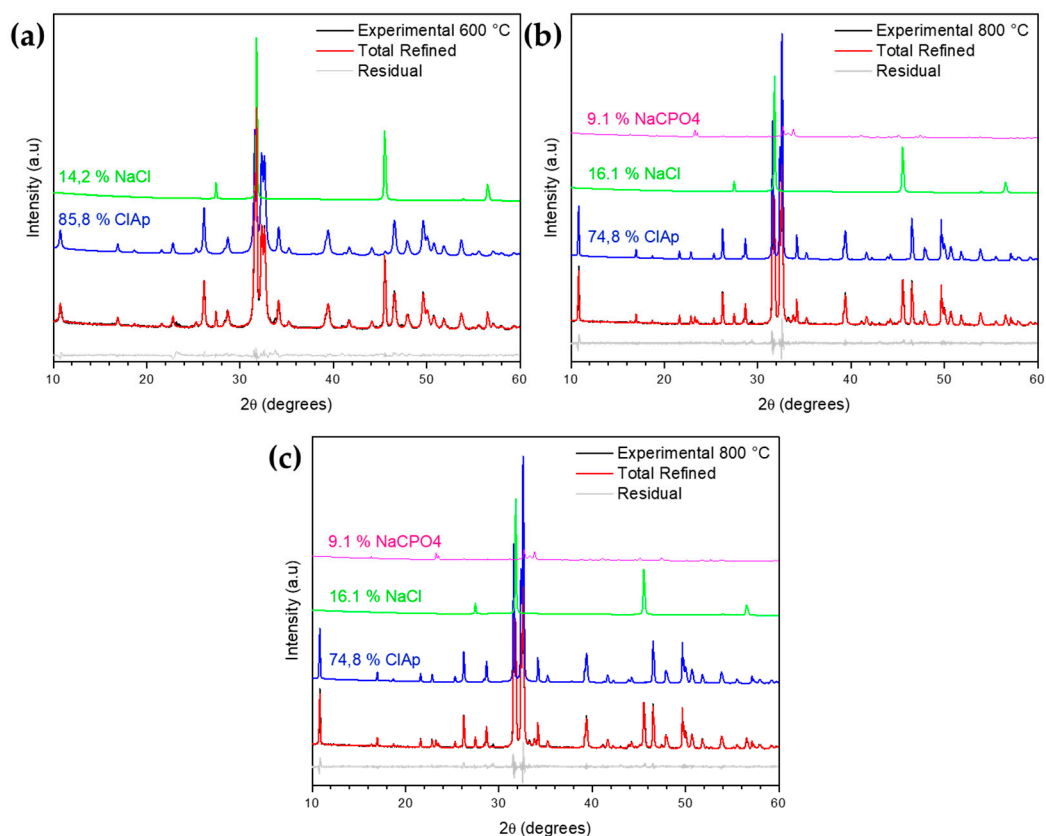 (a)
Experimental 600 °C
Total Refined
Residual
14,2 % NaCl
85,8 % ClAp
Intensity (a.u)
10 20 30 40 50 60
2θ (degrees)
(b)
Experimental 800 °C
Total Refined
Residual
9.1 % NaCPO4
16.1 % NaCl
74,8 % ClAp
Intensity (a.u)
10 20 30 40 50 60
2θ (degrees)
(c)
Experimental 800 °C
Total Refined
Residual
9.1 % NaCPO4
16.1 % NaCl
74,8 % ClAp
Intensity (a.u)
10 20 30 40 50 60
2θ (degrees)